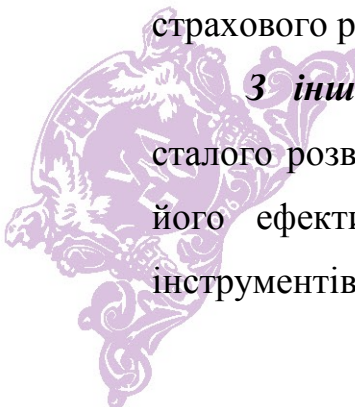 страхового р
З інш
сталого розв
його ефекти
інструментів